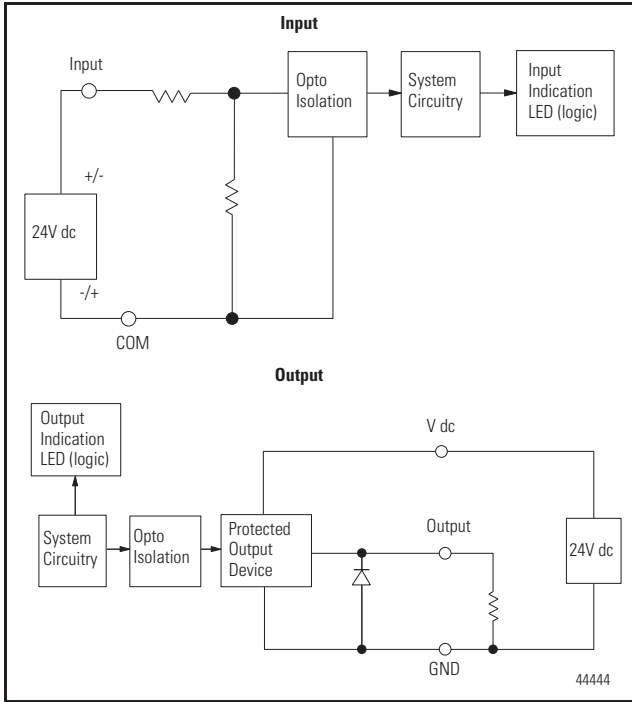 Input
Input
Opto
Isolation
System
Circuitry
Input
Indication
LED (logic)
+/-
24V dc
-/+
COM
Output
Output
Indication
LED (logic)
V dc
System
Circuitry
Opto
Isolation
Protected
Output
Device
Output
24V dc
GND
44444